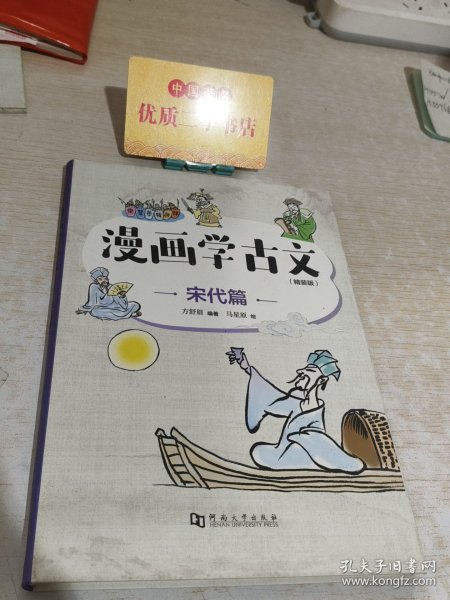 中国
优质二手书店
漫画学古文
(精装版)
宋代篇
方舒眉 编著 马星原 绘
河南大学出版社
HENAN UNIVERSITY PRESS
孔夫子旧书网
www.kongfz.com